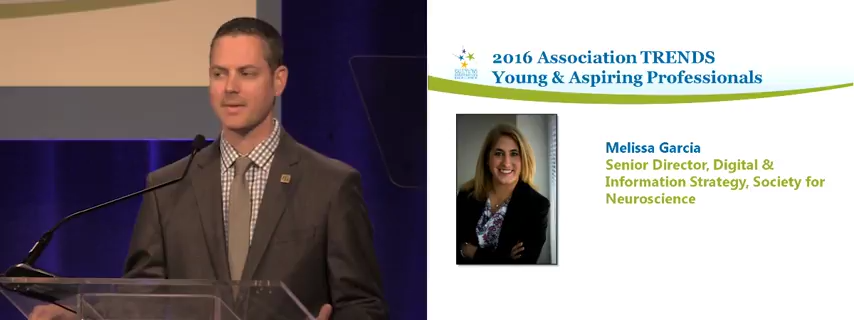 2016 Association TRENDS
Young & Aspiring Professionals
Melissa Garcia
Senior Director, Digital &
Information Strategy, Society for
Neuroscience